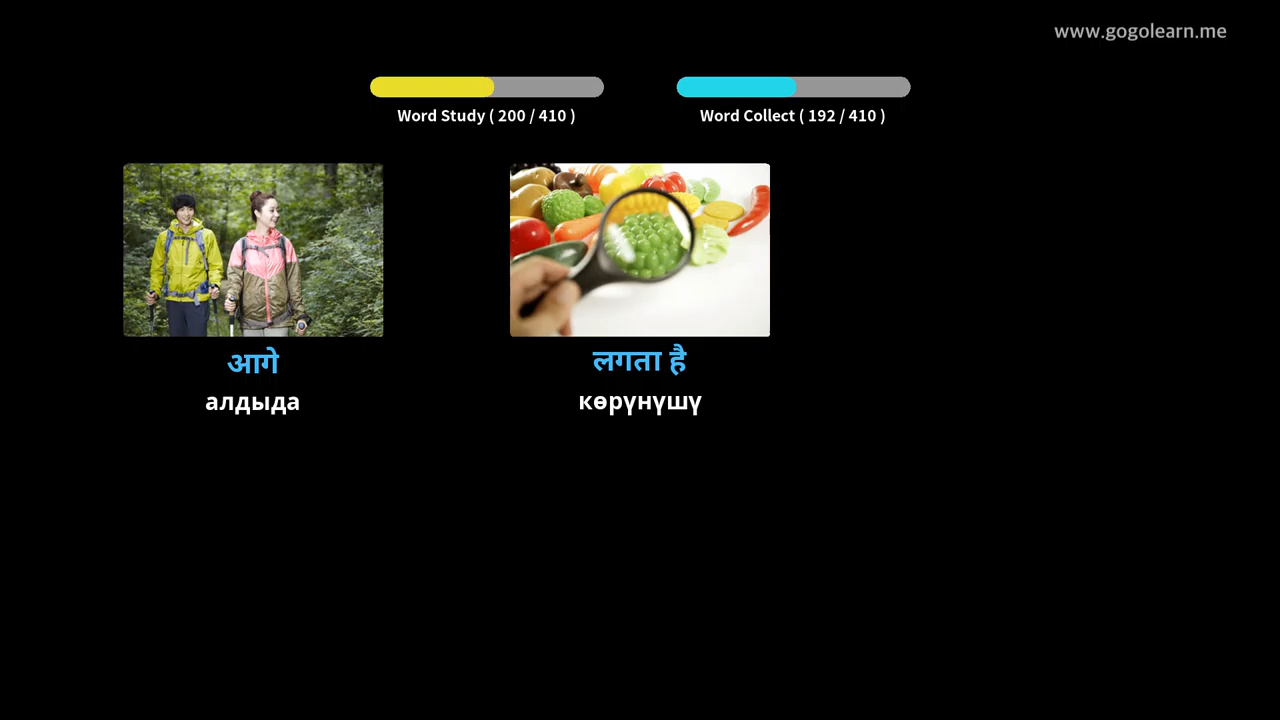 www.gogolearn.me
Word Study ( 200 / 410 )
Word Collect ( 192 / 410 )
आगे
алдыда
लगता है
көрүнүшү